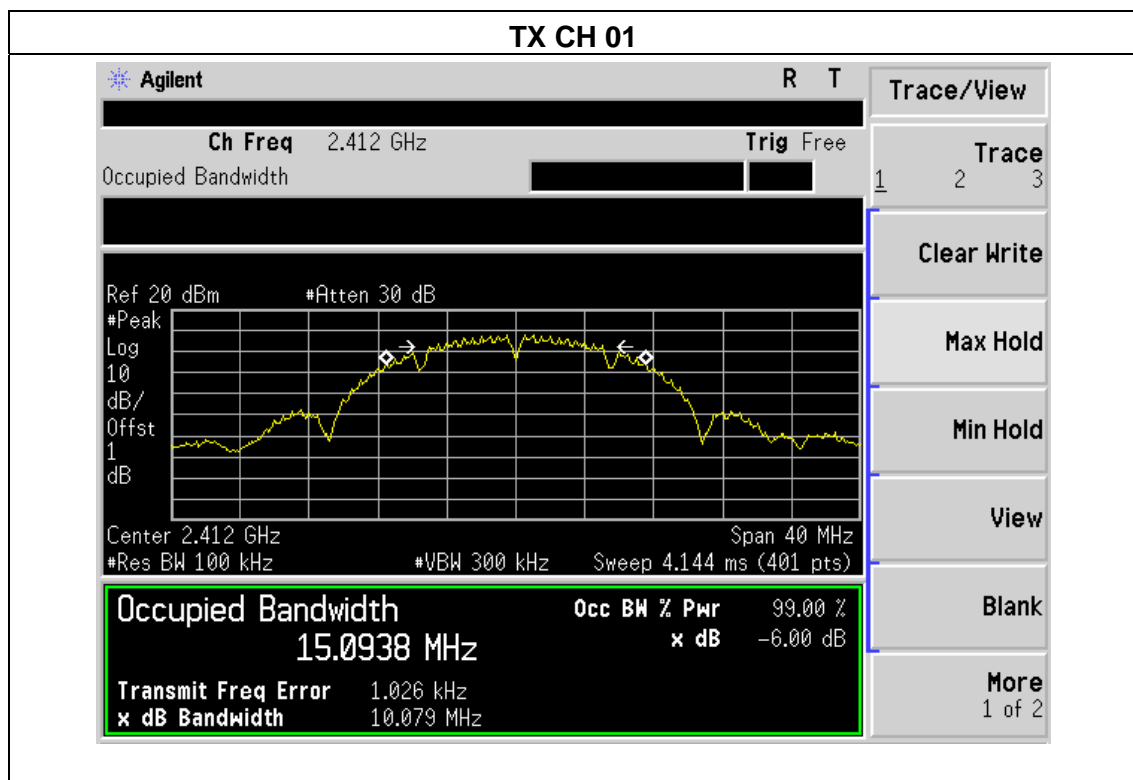 TX CH 01
Agilent R T
Ch Freq 2.412 GHz Trig Free
Occupied Bandwidth
Ref 20 dBm #Atten 30 dB
#Peak
Log
10
dB/
Offst
1
dB
Center 2.412 GHz Span 40 MHz
#Res BW 100 kHz #VBW 300 kHz Sweep 4.144 ms (401 pts)
Occupied Bandwidth Occ BW % Pwr 99.00 %
15.0938 MHz x dB -6.00 dB
Transmit Freq Error 1.026 kHz
x dB Bandwidth 10.079 MHz
Trace/View
Trace
1 2 3
Clear Write
Max Hold
Min Hold
View
Blank
More
1 of 2